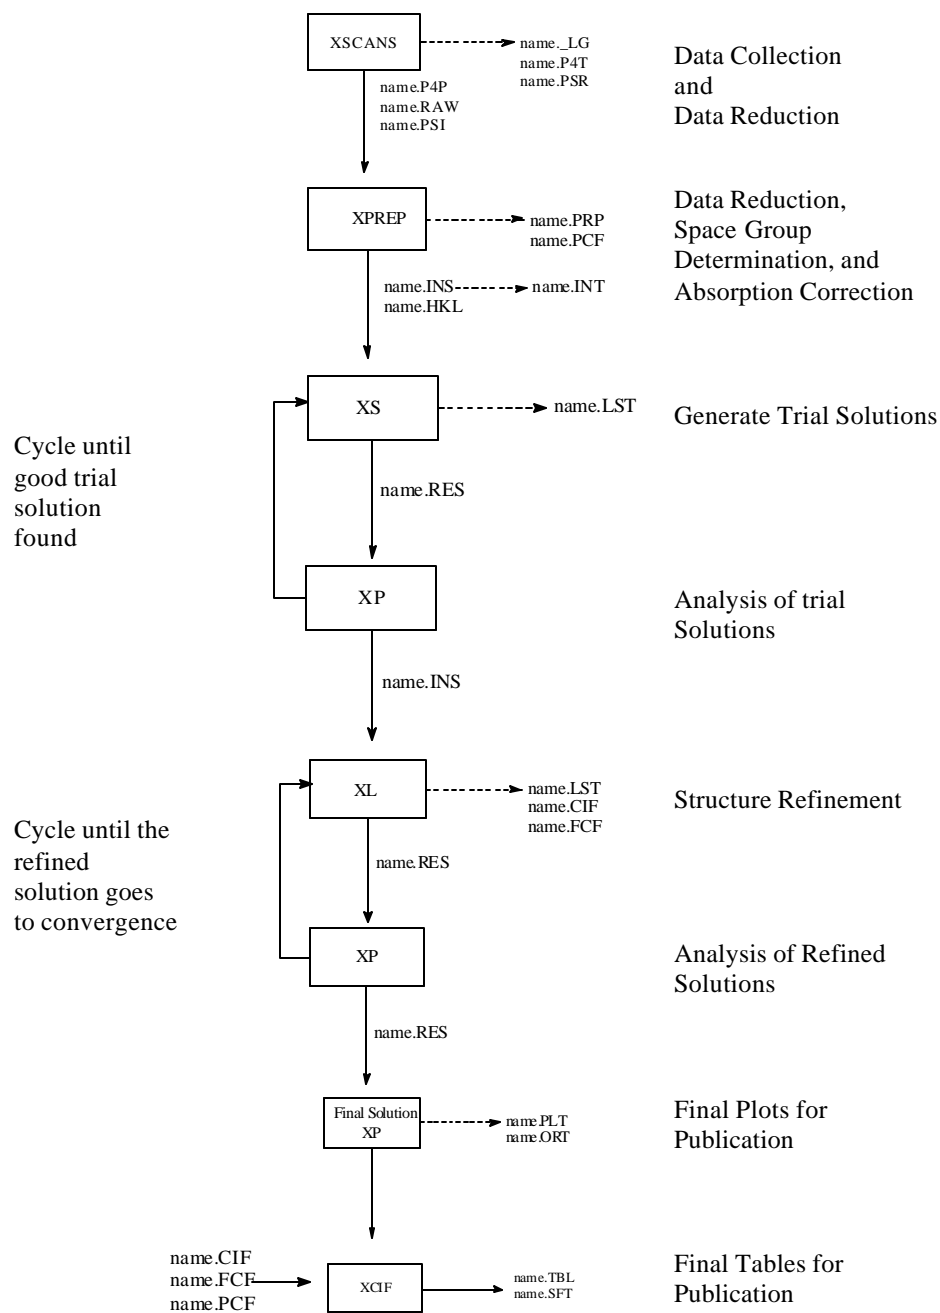 XSCANS
name._LG
name.P4T
name.PSR
Data Collection
and
Data Reduction
name.P4P
name.RAW
name.PSI
XPREP
name.PRP
name.PCF
Data Reduction,
Space Group
Determination, and
Absorption Correction
name.INS
name.HKL
name.INT
XS
name.LST
Generate Trial Solutions
Cycle until
good trial
solution
found
name.RES
XP
Analysis of trial
Solutions
name.INS
XL
name.LST
name.CIF
name.FCF
Structure Refinement
Cycle until the
refined
solution goes
to convergence
name.RES
XP
Analysis of Refined
Solutions
name.RES
Final Solution
XP
name.PLT
name.ORT
Final Plots for
Publication
name.CIF
name.FCF
name.PCF
XCIF
name.TBL
name.SFT
Final Tables for
Publication